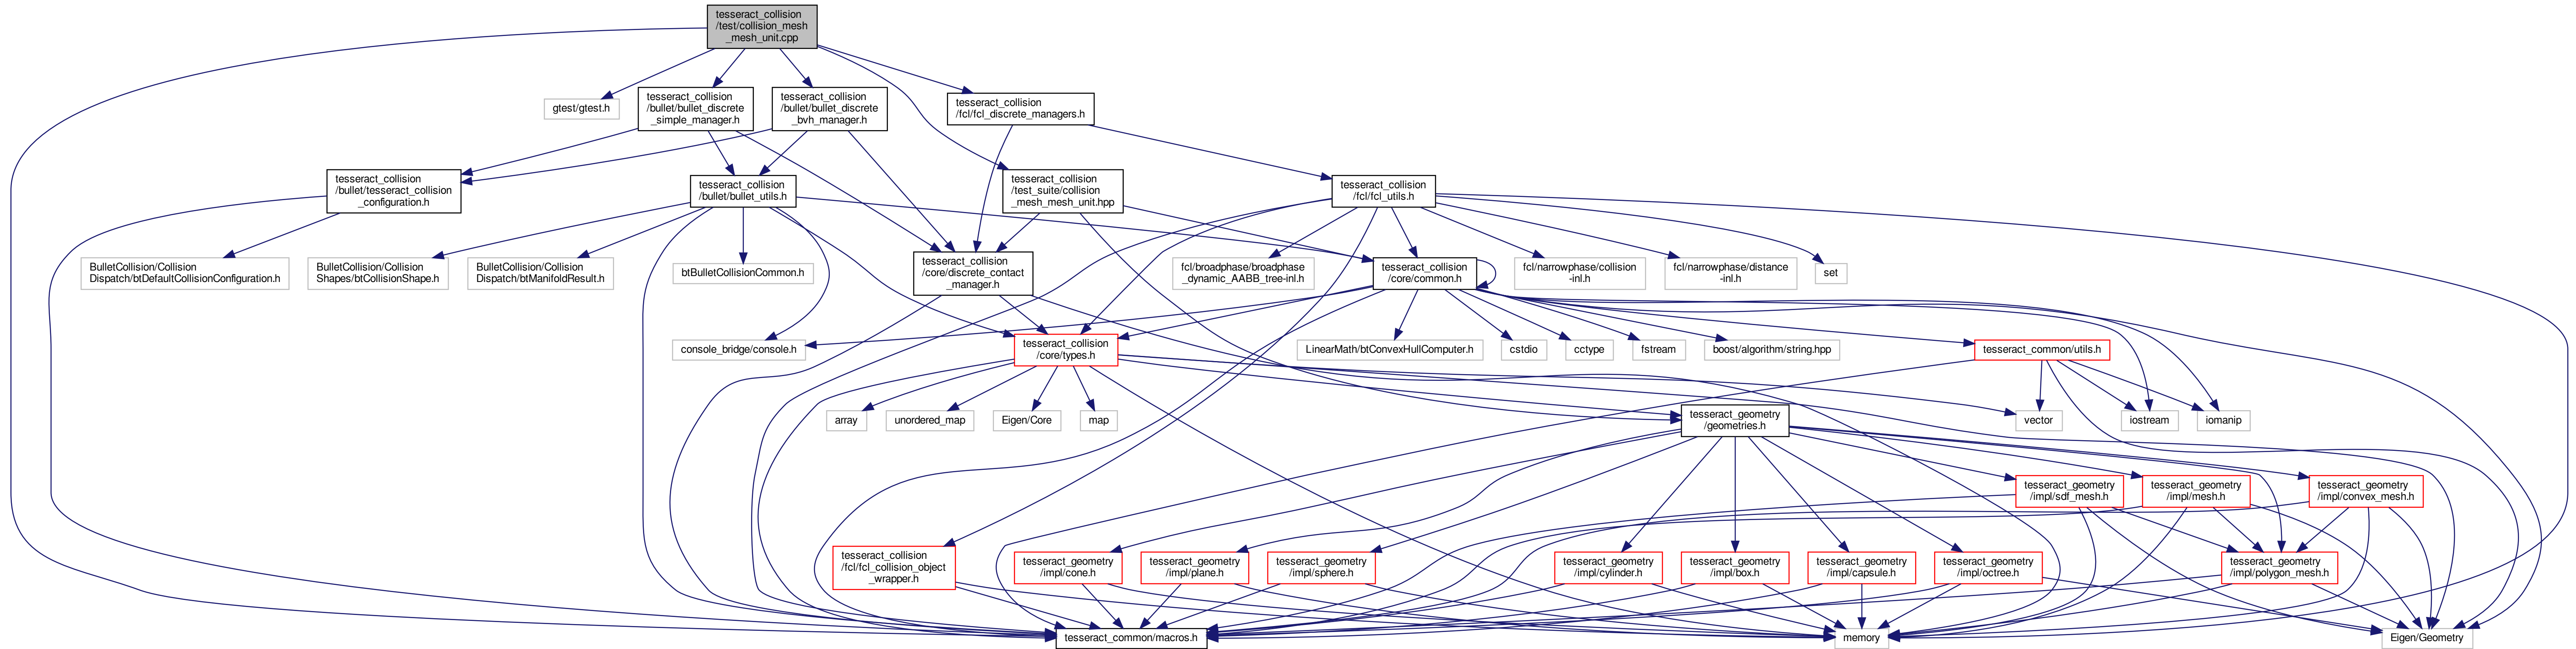 tesseract_collision
/test/collision_mesh
_mesh_unit.cpp
gtest/gtest.h
tesseract_collision
/bullet/bullet_discrete
_simple_manager.h
tesseract_collision
/bullet/bullet_discrete
_bvh_manager.h
tesseract_collision
/fcl/fcl_discrete_managers.h
tesseract_collision
/bullet/tesseract_collision
_configuration.h
tesseract_collision
/bullet/bullet_utils.h
tesseract_collision
/test_suite/collision
_mesh_mesh_unit.hpp
tesseract_collision
/fcl/fcl_utils.h
BulletCollision/Collision
Dispatch/btDefaultCollisionConfiguration.h
BulletCollision/Collision
Shapes/btCollisionShape.h
BulletCollision/Collision
Dispatch/btManifoldResult.h
btBulletCollisionCommon.h
tesseract_collision
/core/discrete_contact
_manager.h
fcl/broadphase/broadphase
_dynamic_AABB_tree-inl.h
tesseract_collision
/core/common.h
fcl/narrowphase/collision
-inl.h
fcl/narrowphase/distance
-inl.h
set
console_bridge/console.h
tesseract_collision
/core/types.h
LinearMath/btConvexHullComputer.h
cstdio
cctype
fstream
boost/algorithm/string.hpp
tesseract_common/utils.h
array
unordered_map
Eigen/Core
map
tesseract_geometry
/geometries.h
vector
iostream
iomanip
tesseract_geometry
/impl/sdf_mesh.h
tesseract_geometry
/impl/mesh.h
tesseract_geometry
/impl/convex_mesh.h
tesseract_collision
/fcl/fcl_collision_object
_wrapper.h
tesseract_geometry
/impl/cone.h
tesseract_geometry
/impl/plane.h
tesseract_geometry
/impl/sphere.h
tesseract_geometry
/impl/cylinder.h
tesseract_geometry
/impl/box.h
tesseract_geometry
/impl/capsule.h
tesseract_geometry
/impl/octree.h
tesseract_geometry
/impl/polygon_mesh.h
tesseract_common/macros.h
memory
Eigen/Geometry